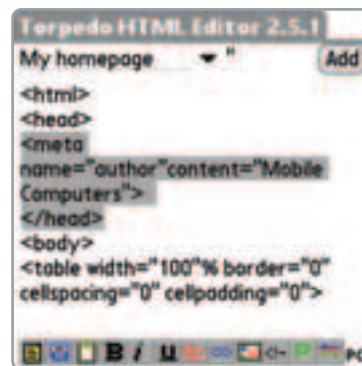 Torpedo HTML Editor 2.5.1
My homepage " Add
<html>
<head>
<meta
name="author"content="Mobile
Computers">
</head>
<body>
<table width="100"% border="0"
cellspacing="0" cellpadding="0">
B I U